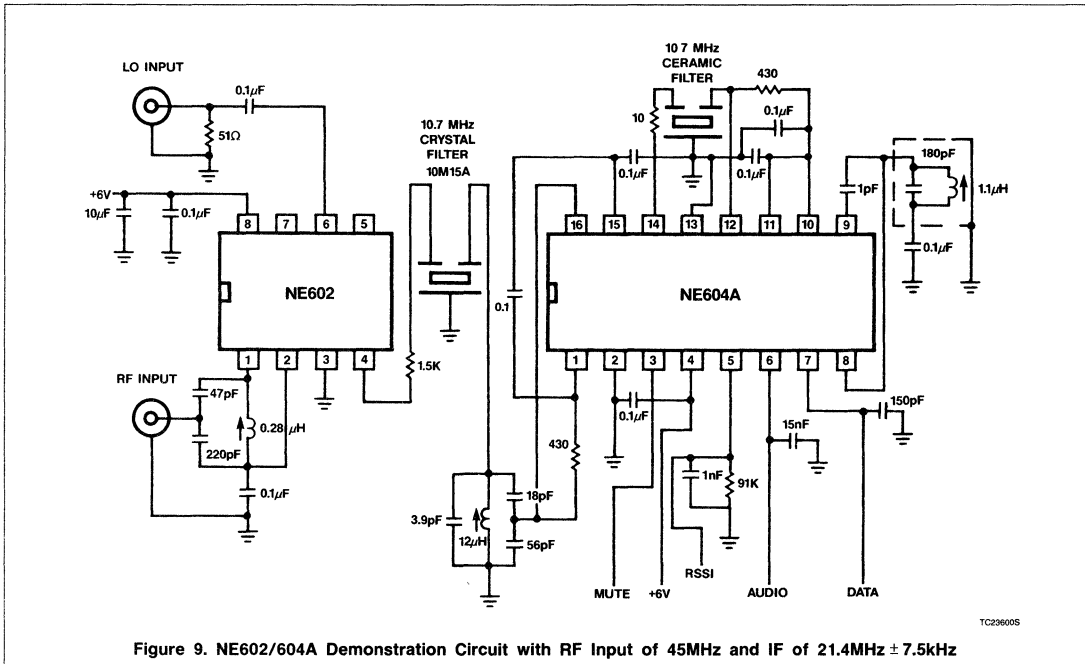 LO INPUT
0.1μF
51Ω
+6V
10μF
0.1μF
8
7
6
5
NE602
1
2
3
4
RF INPUT
47pF
220pF
0.28 μH
0.1μF
10.7 MHz
CRYSTAL
FILTER
10M15A
1.5K
3.9pF
12μH
18pF
56pF
0.1
430
10 7 MHz
CERAMIC
FILTER
430
10
0.1μF
0.1μF
0.1μF
1pF
180pF
1.1μH
0.1μF
16
15
14
13
12
11
10
9
NE604A
1
2
3
4
5
6
7
8
0.1μF
1nF
91K
15nF
150pF
MUTE
+6V
RSSI
AUDIO
DATA
TC23600S
Figure 9. NE602/604A Demonstration Circuit with RF Input of 45MHz and IF of 21.4MHz ± 7.5kHz